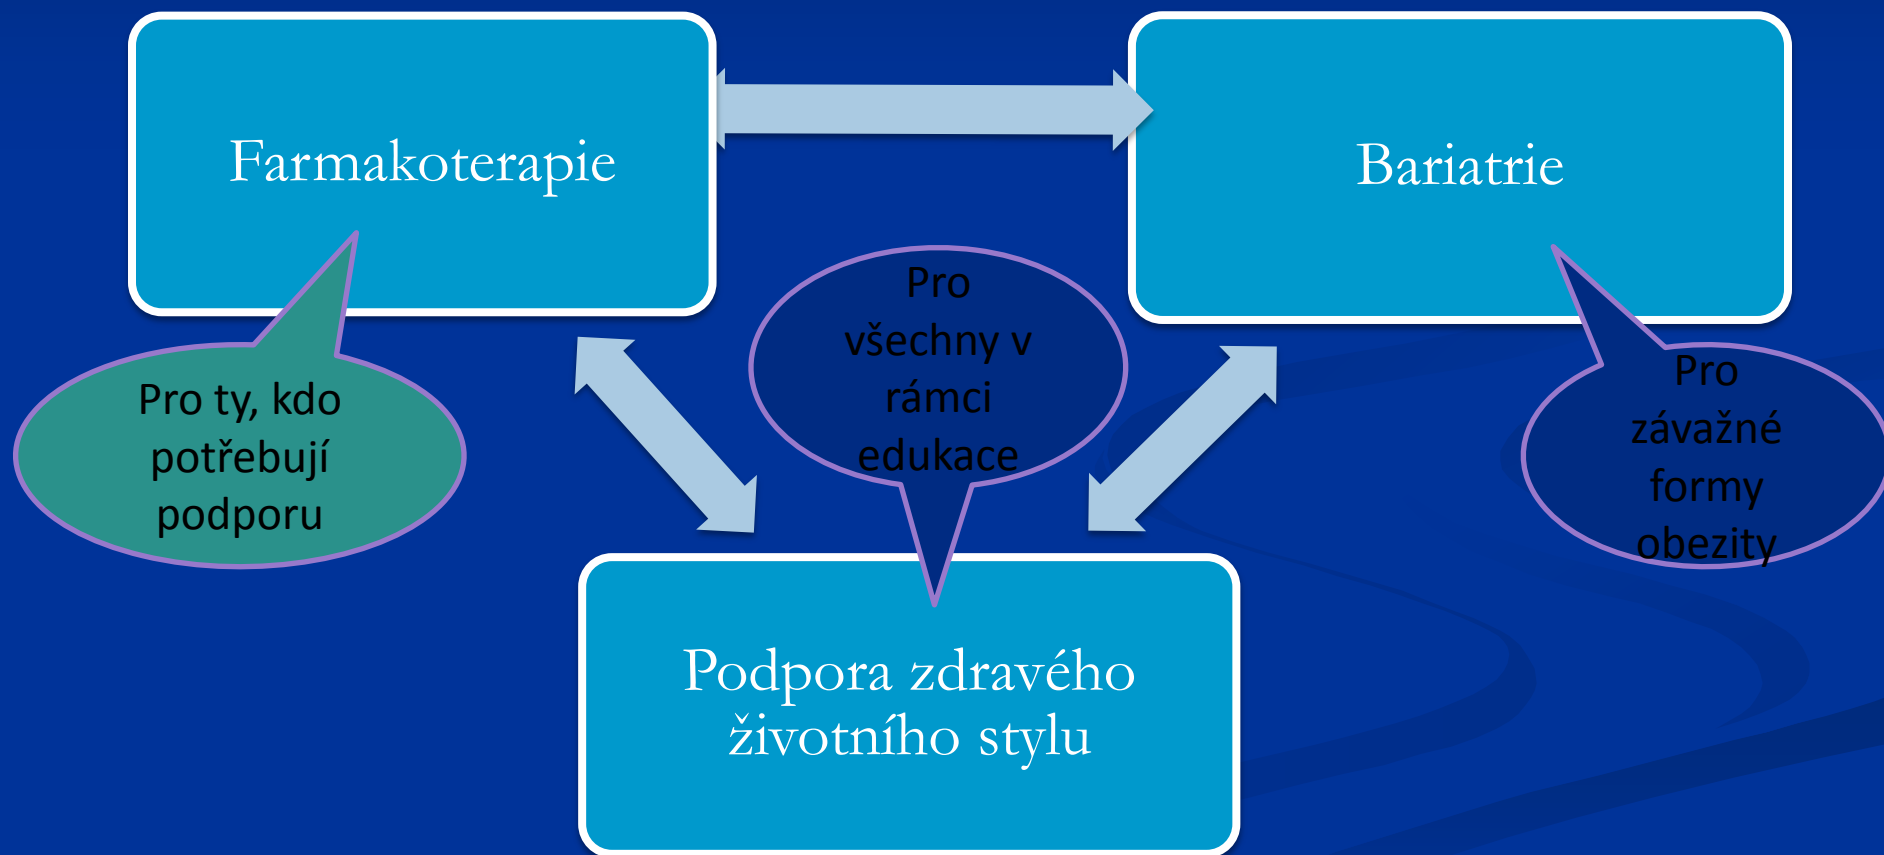 Farmakoterapie
Bariatrie
Pro ty, kdo
potřebují
podporu
Pro
všechny v
rámci
edukace
Pro
závažné
formy
obezity
Podpora zdravého
životního stylu